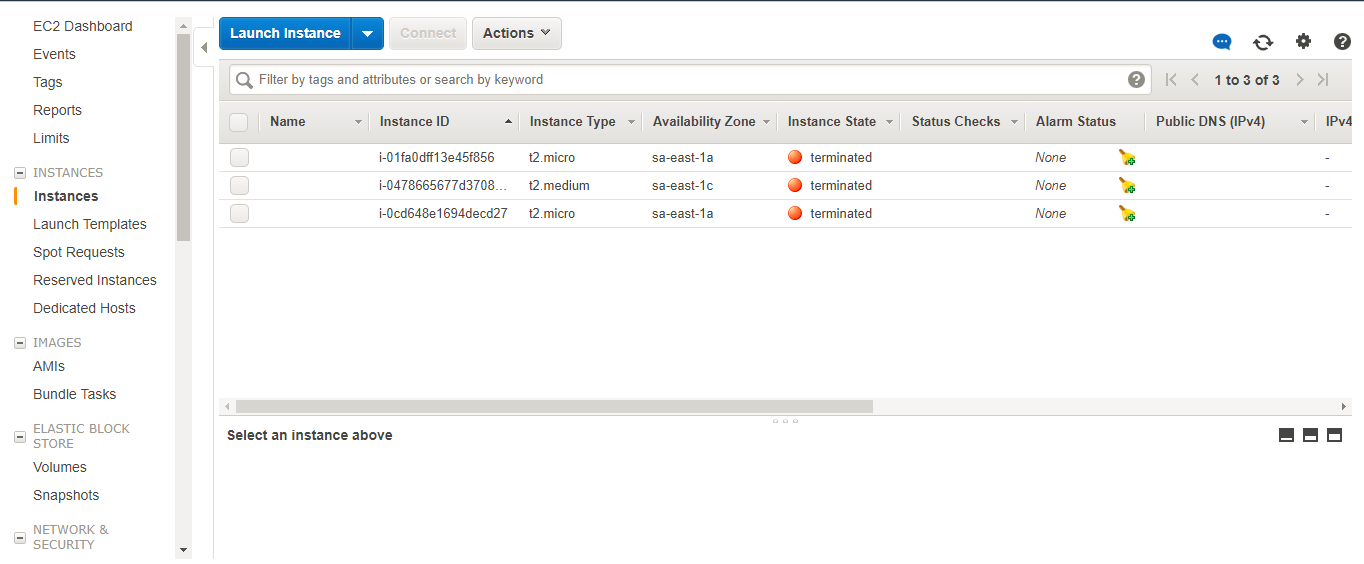 EC2 Dashboard
Events
Tags
Reports
Limits
INSTANCES
Instances
Launch Templates
Spot Requests
Reserved Instances
Dedicated Hosts
IMAGES
AMIs
Bundle Tasks
ELASTIC BLOCK
STORE
Volumes
Snapshots
NETWORK &
SECURITY
Launch Instance Connect Actions
Filter by tags and attributes or search by keyword 1 to 3 of 3
Name Instance ID Instance Type Availability Zone Instance State Status Checks Alarm Status Public DNS (IPv4) IPv4
i-01fa0dff13e45f856 t2.micro sa-east-1a terminated None -
i-0478665677d3708... t2.medium sa-east-1c terminated None -
i-0cd648e1694decd27 t2.micro sa-east-1a terminated None -
Select an instance above